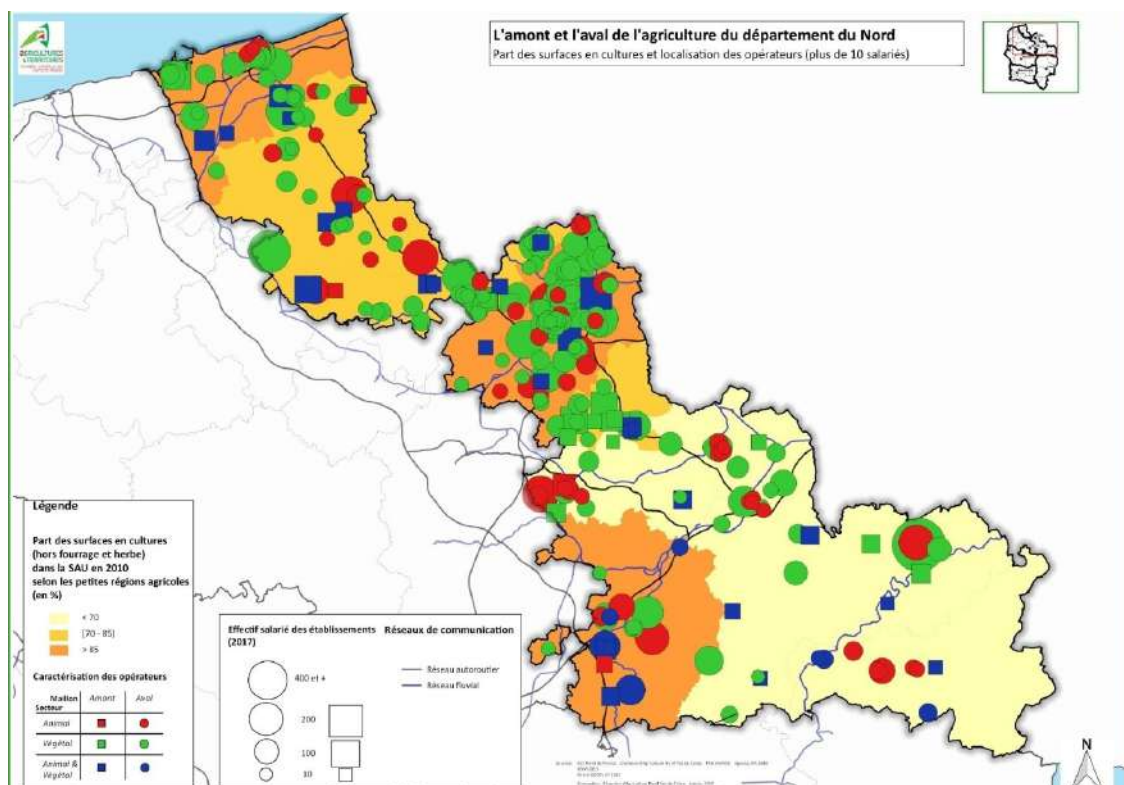 AGRICULTURES
& TERRITOIRES
L'amont et l'aval de l'agriculture du département du Nord
Part des surfaces en cultures et localisation des opérateurs (plus de 10 salariés)
Légende
Part des surfaces en cultures
(hors fourrage et herbe)
dans la SAU en 2010
selon les petites régions agricoles
(en %)
< 70
[70 - 85)
> 85
Caractérisation des opérateurs
Maillon
Secteur
Amont
Aval
Animal
Végétal
Animal &
Végétal
Effectif salarié des établissements
(2017)
400 et +
200
100
10
Réseaux de communication
Réseau autoroutier
Réseau fluvial
N